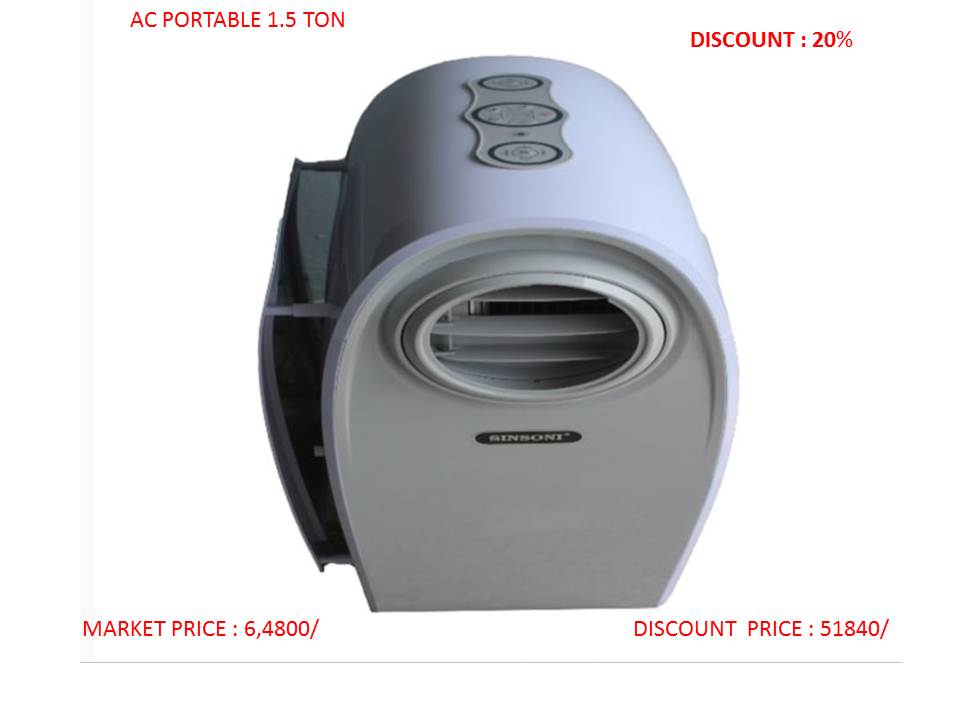 AC PORTABLE 1.5 TON
DISCOUNT : 20%
SINSONI
MARKET PRICE : 6,4800/
DISCOUNT  PRICE : 51840/